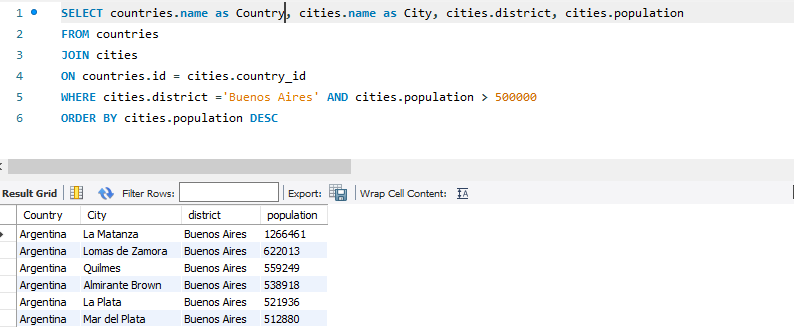 1 SELECT countries.name as Country, cities.name as City, cities.district, cities.population
2 FROM countries
3 JOIN cities
4 ON countries.id = cities.country_id
5 WHERE cities.district ='Buenos Aires' AND cities.population > 500000
6 ORDER BY cities.population DESC
Result Grid Filter Rows: Export: Wrap Cell Content: IA
Country City district population
Argentina La Matanza Buenos Aires 1266461
Argentina Lomas de Zamora Buenos Aires 622013
Argentina Quilmes Buenos Aires 559249
Argentina Almirante Brown Buenos Aires 538918
Argentina La Plata Buenos Aires 521936
Argentina Mar del Plata Buenos Aires 512880